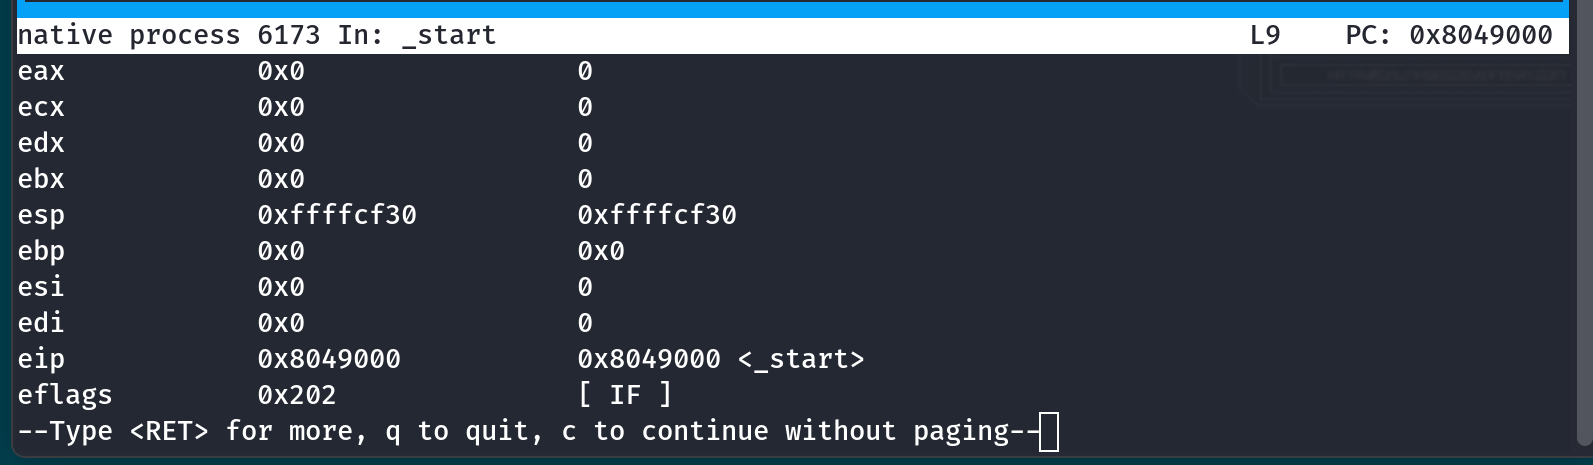 native process 6173 In: _start L9 PC: 0x8049000
eax 0x0 0
ecx 0x0 0
edx 0x0 0
ebx 0x0 0
esp 0xffffcf30 0xffffcf30
ebp 0x0 0x0
esi 0x0 0
edi 0x0 0
eip 0x8049000 0x8049000 <_start>
eflags 0x202 [ IF ]
--Type <RET> for more, q to quit, c to continue without paging--